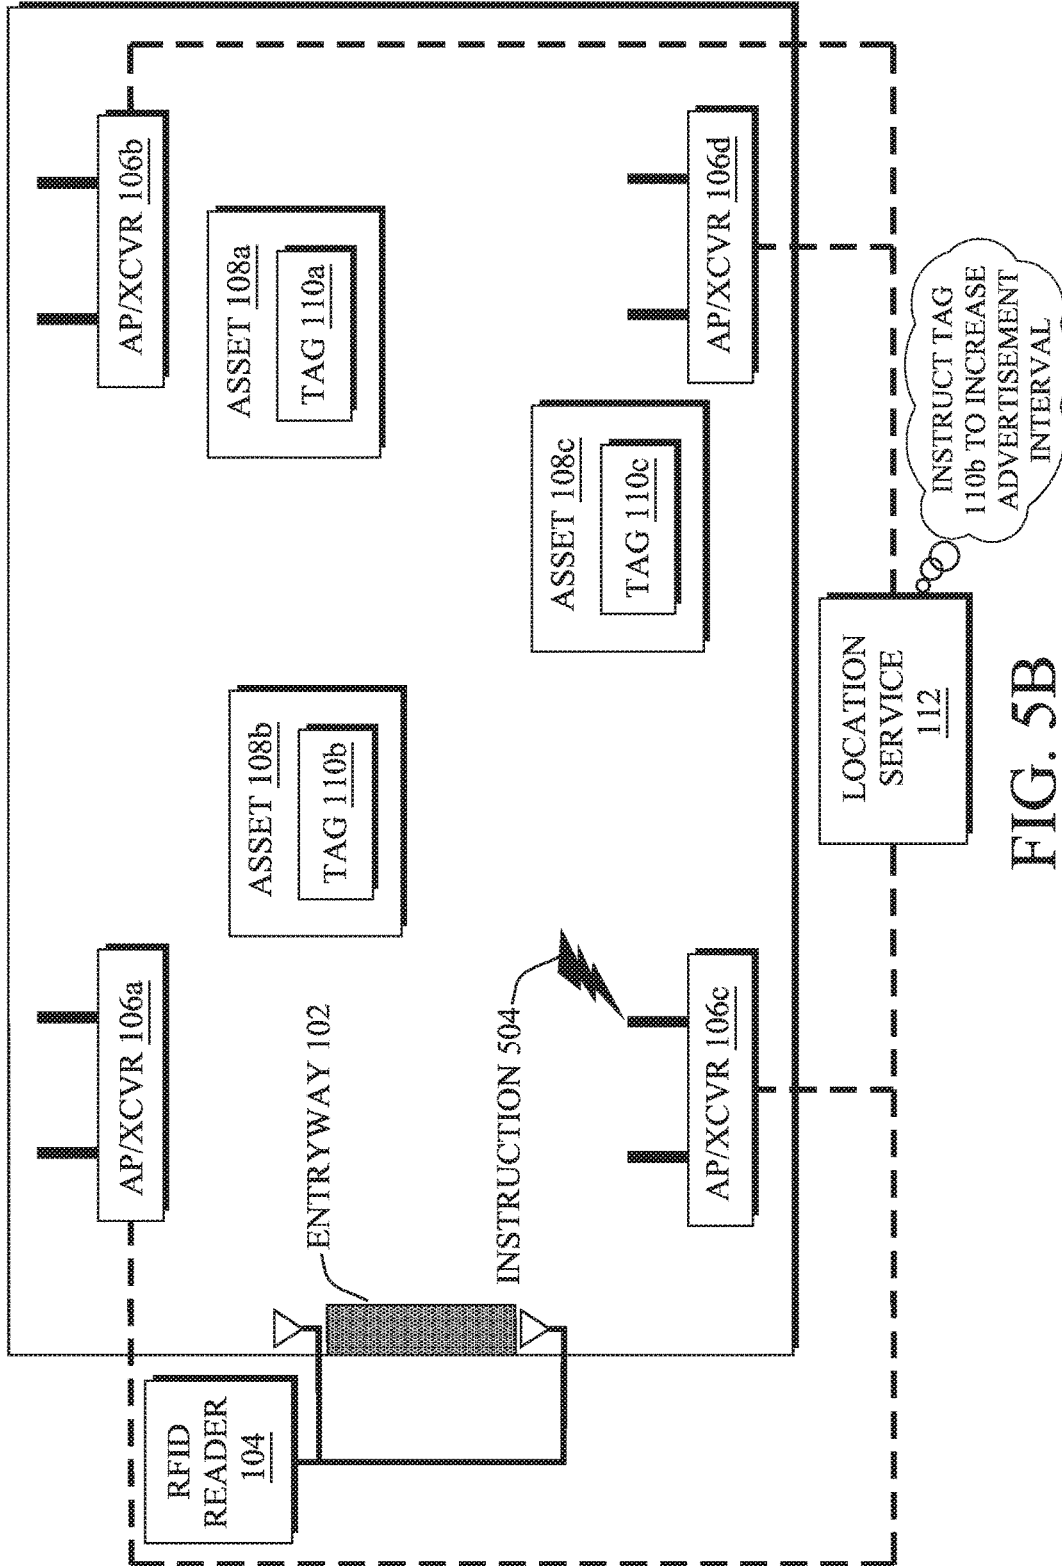 RFID
READER
104
AP/XCVR 106a
AP/XCVR 106b
ASSET 108b
TAG 110b
ASSET 108a
TAG 110a
ENTRYWAY 102
INSTRUCTION 504
ASSET 108c
TAG 110c
AP/XCVR 106c
AP/XCVR 106d
LOCATION
SERVICE
112
INSTRUCT TAG
110b TO INCREASE
ADVERTISEMENT
INTERVAL
FIG. 5B